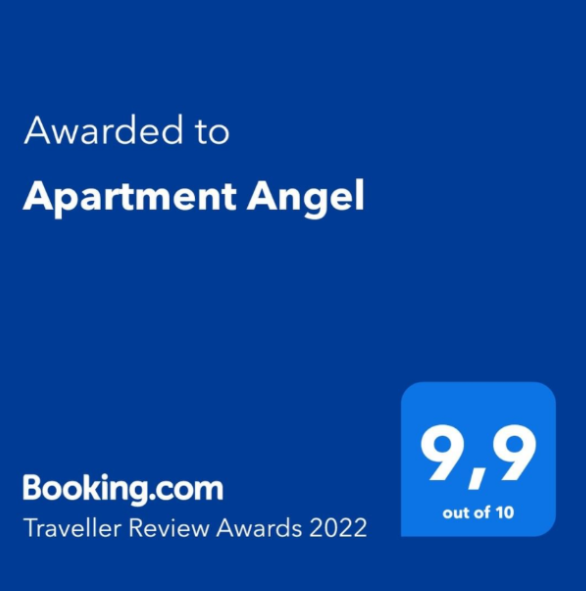 Awarded to
Apartment Angel
9,9
out of 10
Booking.com
Traveller Review Awards 2022